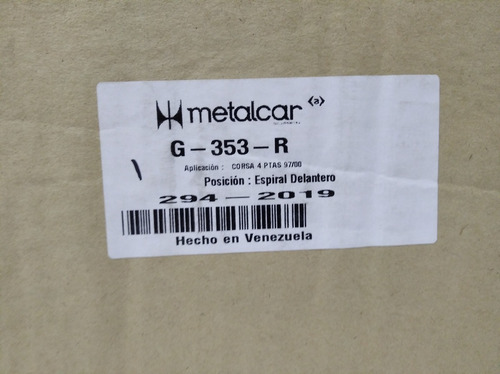 metalcar (a)
G-353-R
Aplicación : CORSA 4 PTAS 97/00
Posición : Espiral Delantero
294-2019
Hecho en Venezuela